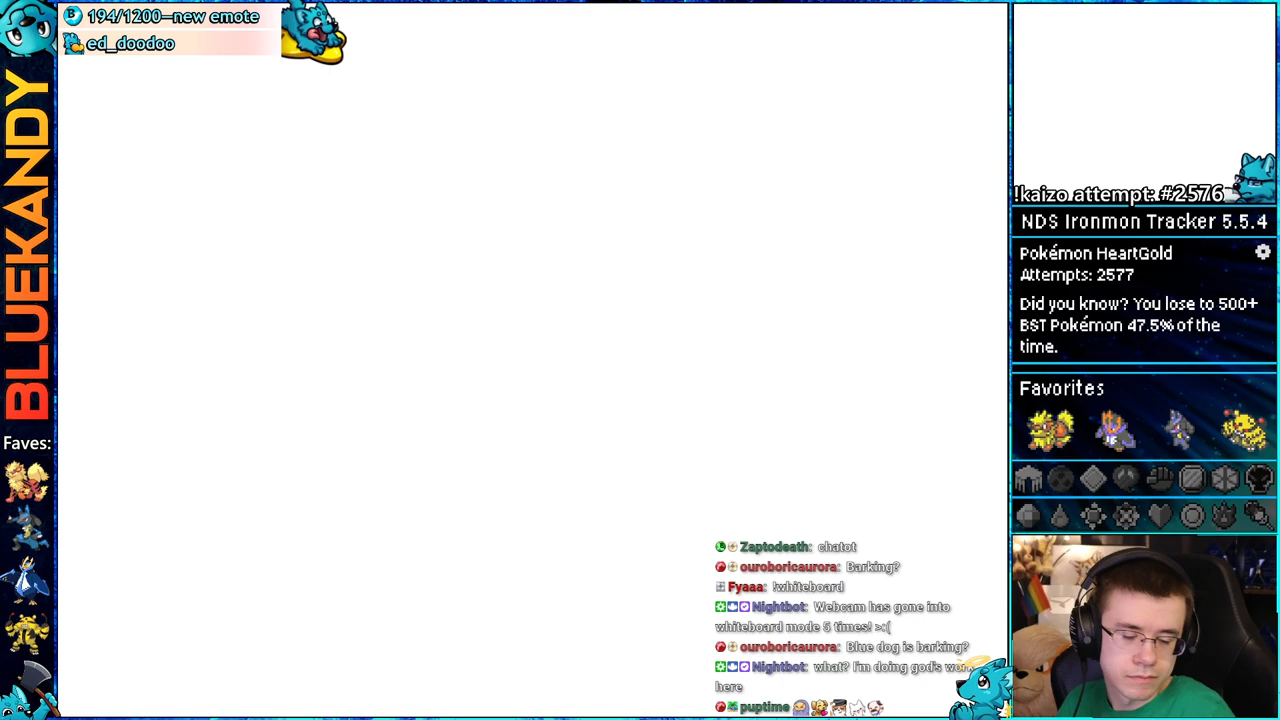 194/1200—new emote
ed_doodoo
BLUEKANDY
Faves:
!kaizo attempt: #2576
NDS Ironmon Tracker 5.5.4
Pokémon HeartGold
Attempts: 2577
Did you know? You lose to 500+
BST Pokémon 47.5% of the
time.
Favorites
Zaptodeath: chatot
ouroboricaurora: Barking?
Fyaaa: !whiteboard
Nightbot: Webcam has gone into
whiteboard mode 5 times! >:(
ouroboricaurora: Blue dog is barking?
Nightbot: what? I'm doing god's work
here
puptime